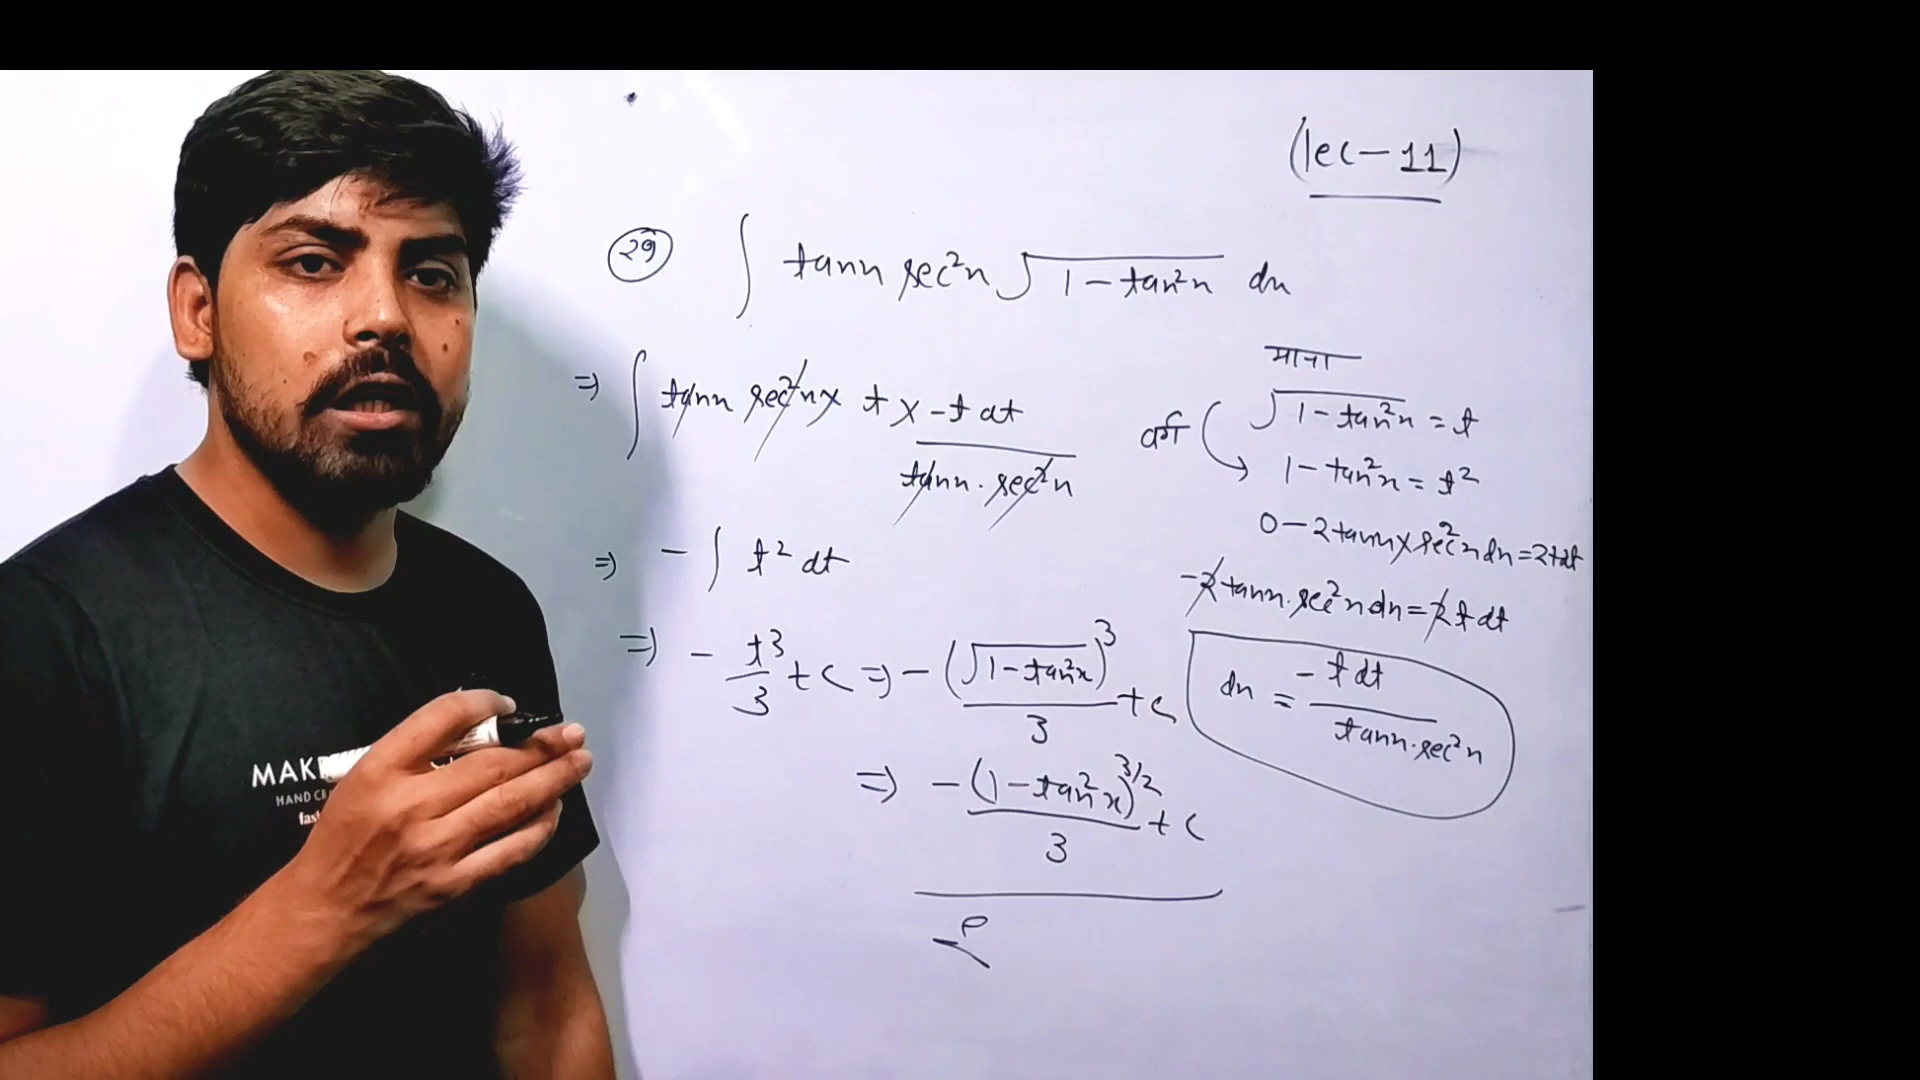 (lec-11)
29 ∫ tanx sec²x √(1-tan²x) dx
⇒ ∫ tanx sec²x × t × -t dt / tanx·sec²x
⇒ - ∫ t² dt
⇒ - t³/3 + c ⇒ - (√(1-tan²x))³/3 + c
⇒ - (1-tan²x)^3/2 / 3 + c
माना
√(1-tan²x) = t
वर्ग 1-tan²x = t²
0-2tanx×sec²x dx = 2t dt
-2tanx·sec²x dx = 2t dt
dx = -t dt / tanx·sec²x
MAK
HAND CR
fas